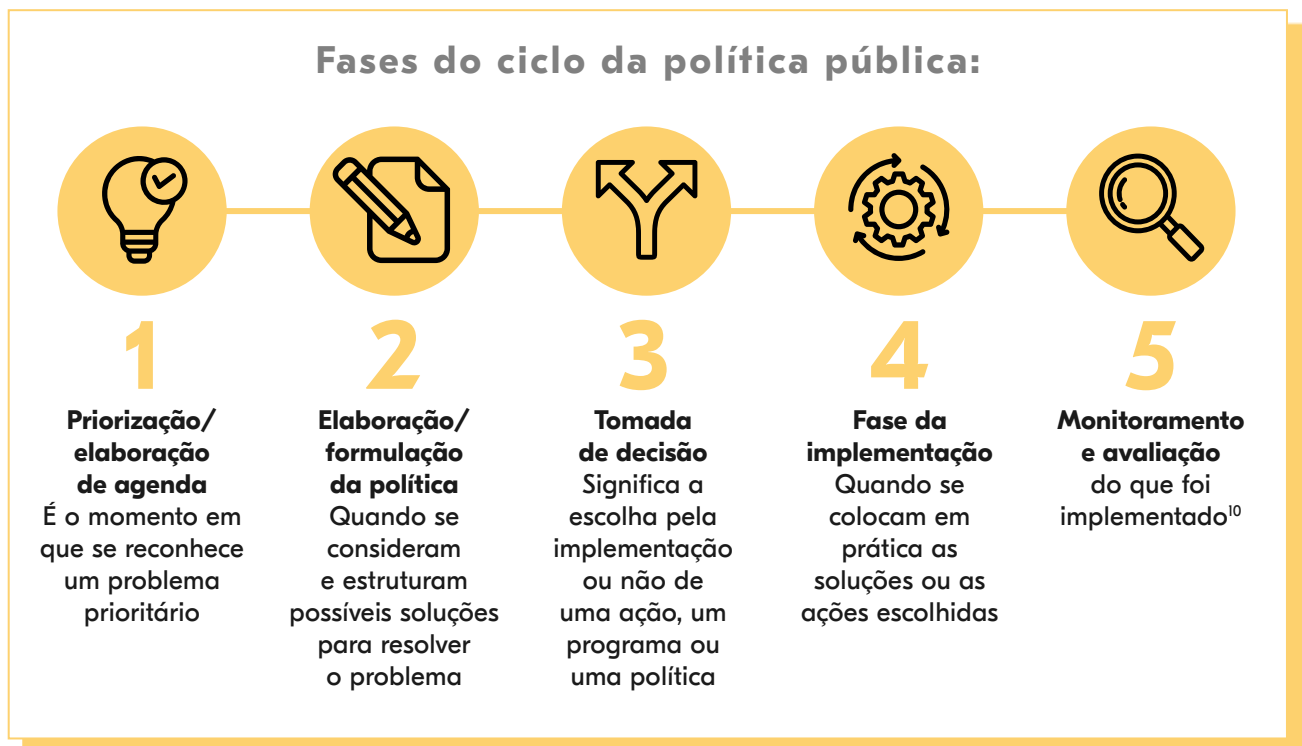 Fases do ciclo da política pública:
1
Priorização/
elaboração
de agenda
É o momento em
que se reconhece
um problema
prioritário
2
Elaboração/
formulação
da política
Quando se
consideram
e estruturam
possíveis soluções
para resolver
o problema
3
Tomada
de decisão
Significa a
escolha pela
implementação
ou não de
uma ação, um
programa ou
uma política
4
Fase da
implementação
Quando se
colocam em
prática as
soluções ou as
ações escolhidas
5
Monitoramento
e avaliação
do que foi
implementado¹⁰